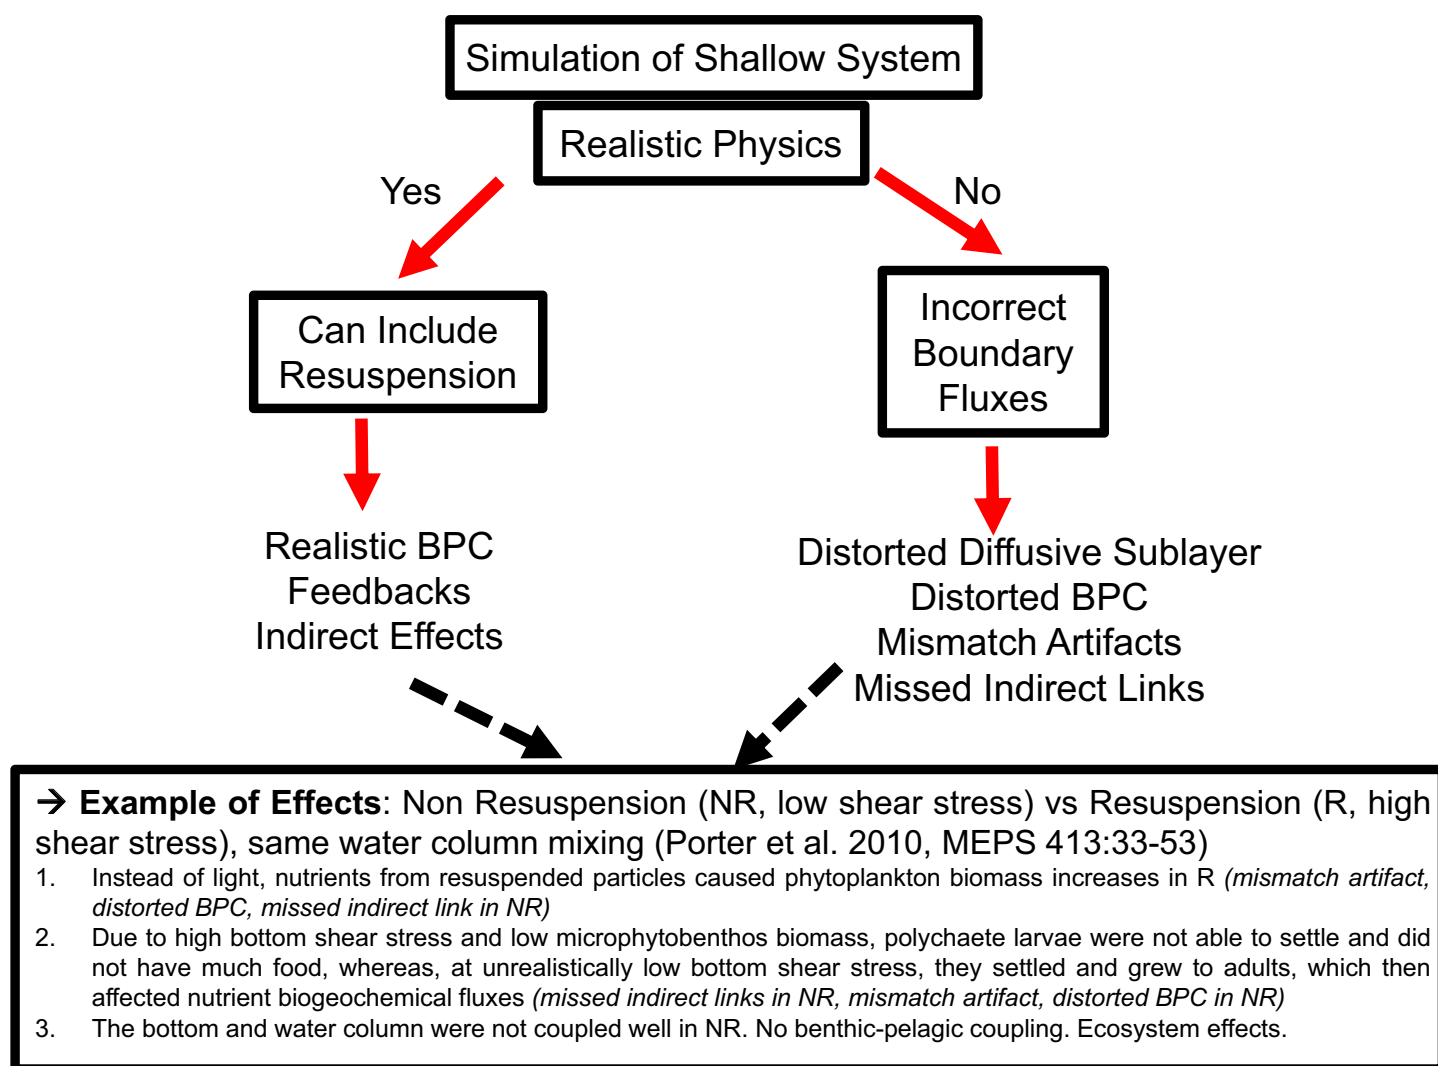 Simulation of Shallow System
Realistic Physics
Yes
No
Can Include
Resuspension
Incorrect
Boundary
Fluxes
Realistic BPC
Feedbacks
Indirect Effects
Distorted Diffusive Sublayer
Distorted BPC
Mismatch Artifacts
Missed Indirect Links
→ Example of Effects: Non Resuspension (NR, low shear stress) vs Resuspension (R, high
shear stress), same water column mixing (Porter et al. 2010, MEPS 413:33-53)
1. Instead of light, nutrients from resuspended particles caused phytoplankton biomass increases in R (mismatch artifact,
distorted BPC, missed indirect link in NR)
2. Due to high bottom shear stress and low microphytobenthos biomass, polychaete larvae were not able to settle and did
not have much food, whereas, at unrealistically low bottom shear stress, they settled and grew to adults, which then
affected nutrient biogeochemical fluxes (missed indirect links in NR, mismatch artifact, distorted BPC in NR)
3. The bottom and water column were not coupled well in NR. No benthic-pelagic coupling. Ecosystem effects.